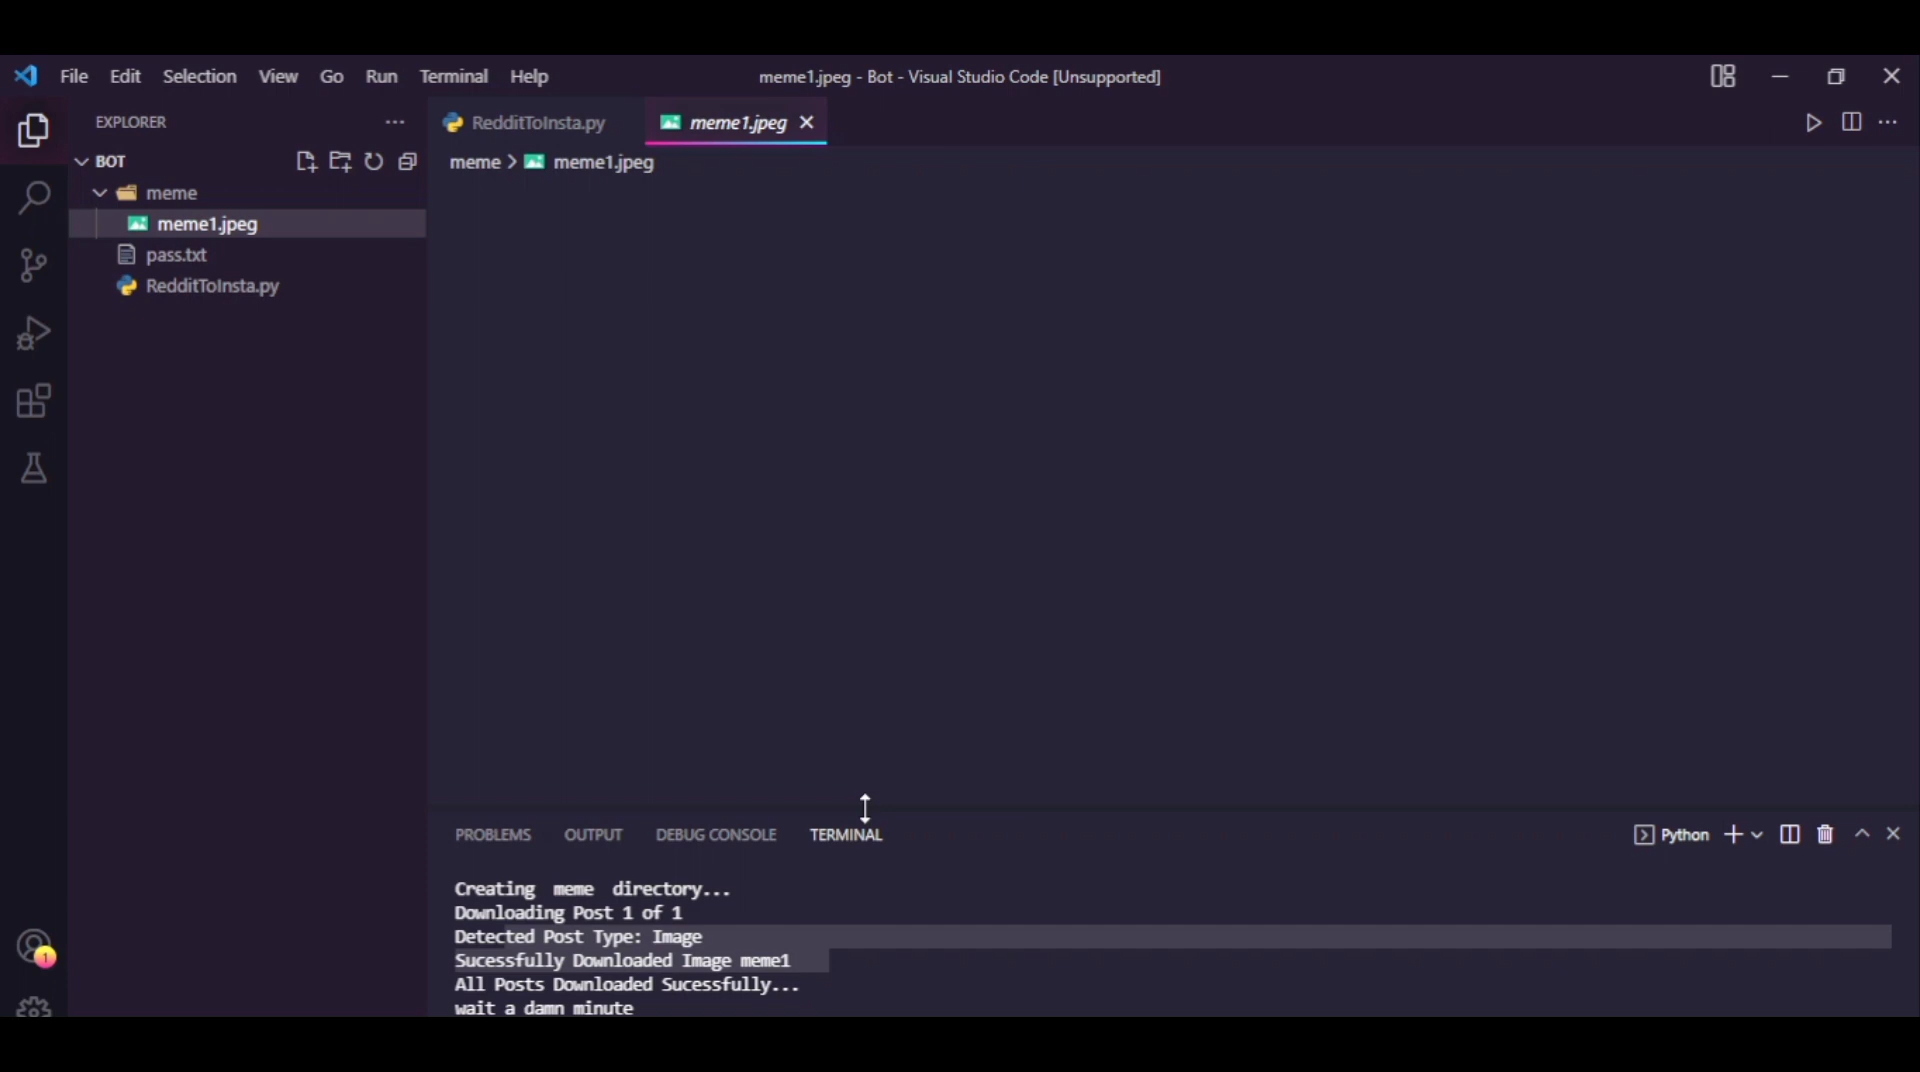 File Edit Selection View Go Run Terminal Help
meme1.jpeg - Bot - Visual Studio Code [Unsupported]
EXPLORER
RedditToInsta.py
meme1.jpeg
BOT
meme > meme1.jpeg
meme
meme1.jpeg
pass.txt
RedditToInsta.py
PROBLEMS OUTPUT DEBUG CONSOLE TERMINAL
Python
Creating meme directory...
Downloading Post 1 of 1
Detected Post Type: Image
Sucessfully Downloaded Image meme1
All Posts Downloaded Sucessfully...
wait a damn minute
1